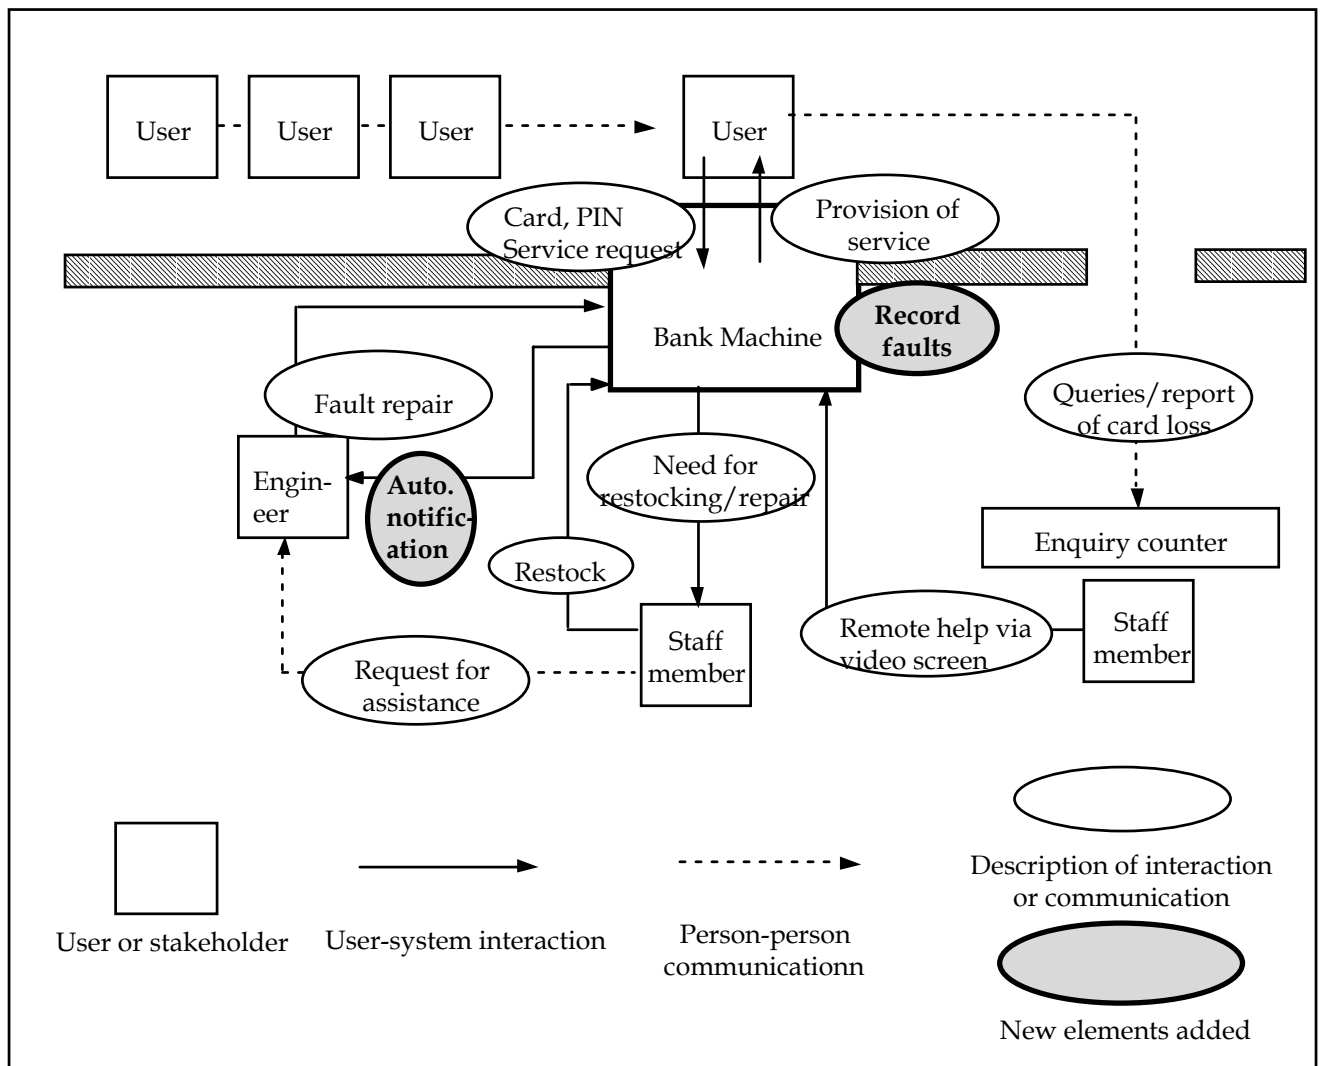 User
User
User
User
Card, PIN
Service request
Provision of
service
Bank Machine
Record
faults
Fault repair
Queries/report
of card loss
Engin-
eer
Auto.
notific-
ation
Need for
restocking/repair
Restock
Enquiry counter
Staff
member
Remote help via
video screen
Staff
member
Request for
assistance
Description of interaction
or communication
User or stakeholder
User-system interaction
Person-person
communicationn
New elements added